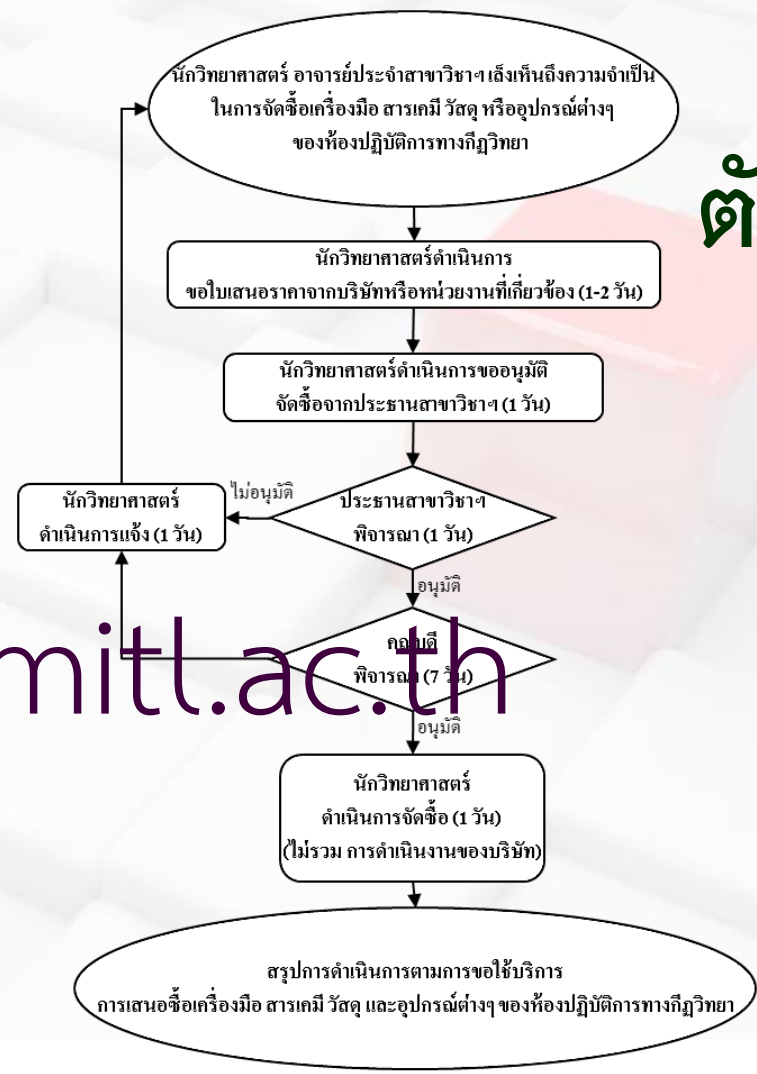 นักวิทยาศาสตร์ อาจารย์ประจำสาขาวิชาฯ เล็งเห็นถึงความจำเป็น
ในการจัดซื้อเครื่องมือ สารเคมี วัสดุ หรืออุปกรณ์ต่างๆ
ของห้องปฏิบัติการทางกีฏวิทยา
นักวิทยาศาสตร์ดำเนินการ
ขอใบเสนอราคาจากบริษัทหรือหน่วยงานที่เกี่ยวข้อง (1-2 วัน)
นักวิทยาศาสตร์ดำเนินการขออนุมัติ
จัดซื้อจากประธานสาขาวิชาฯ (1 วัน)
ไม่อนุมัติ
นักวิทยาศาสตร์
ดำเนินการแจ้ง (1 วัน)
ประธานสาขาวิชาฯ
พิจารณา (1 วัน)
อนุมัติ
คณบดี
พิจารณา (7 วัน)
mitl.ac.th
อนุมัติ
นักวิทยาศาสตร์
ดำเนินการจัดซื้อ (1 วัน)
(ไม่รวม การดำเนินงานของบริษัท)
สรุปการดำเนินการตามการขอใช้บริการ
การเสนอซื้อเครื่องมือ สารเคมี วัสดุ และอุปกรณ์ต่างๆ ของห้องปฏิบัติการทางกีฏวิทยา